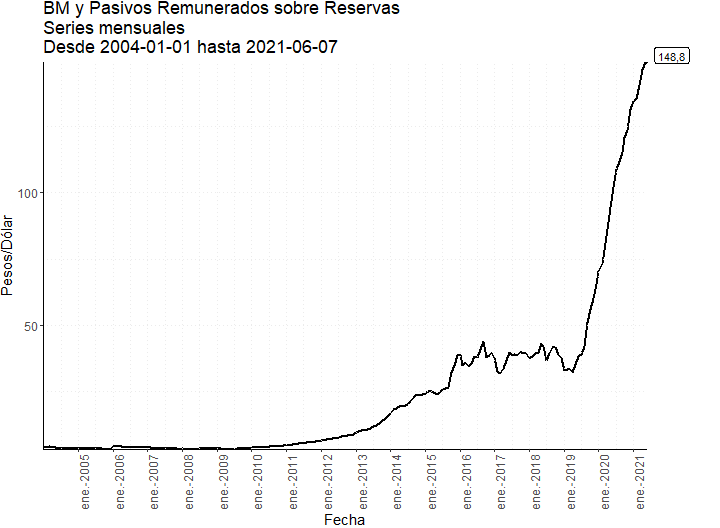 BM y Pasivos Remunerados sobre Reservas
Series mensuales
Desde 2004-01-01 hasta 2021-06-07
148,8
100
50
Pesos/Dólar
ene.-2005
ene.-2006
ene.-2007
ene.-2008
ene.-2009
ene.-2010
ene.-2011
ene.-2012
ene.-2013
ene.-2014
ene.-2015
ene.-2016
ene.-2017
ene.-2018
ene.-2019
ene.-2020
ene.-2021
Fecha